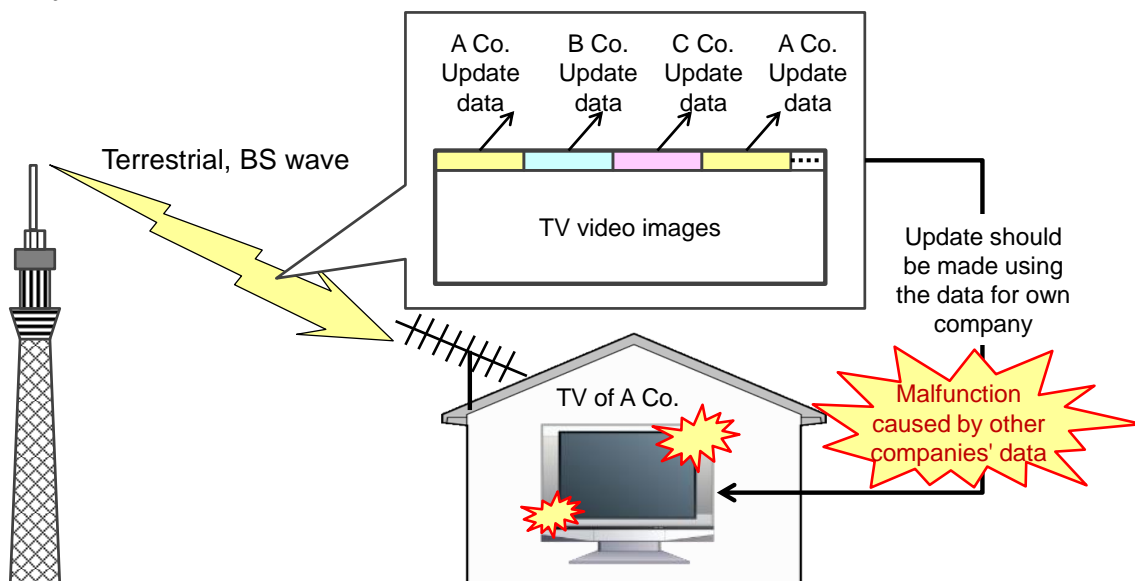 A Co.
Update
data
B Co.
Update
data
C Co.
Update
data
A Co.
Update
data
Terrestrial, BS wave
TV video images
Update should
be made using
the data for own
company
Malfunction
caused by other
companies' data
TV of A Co.